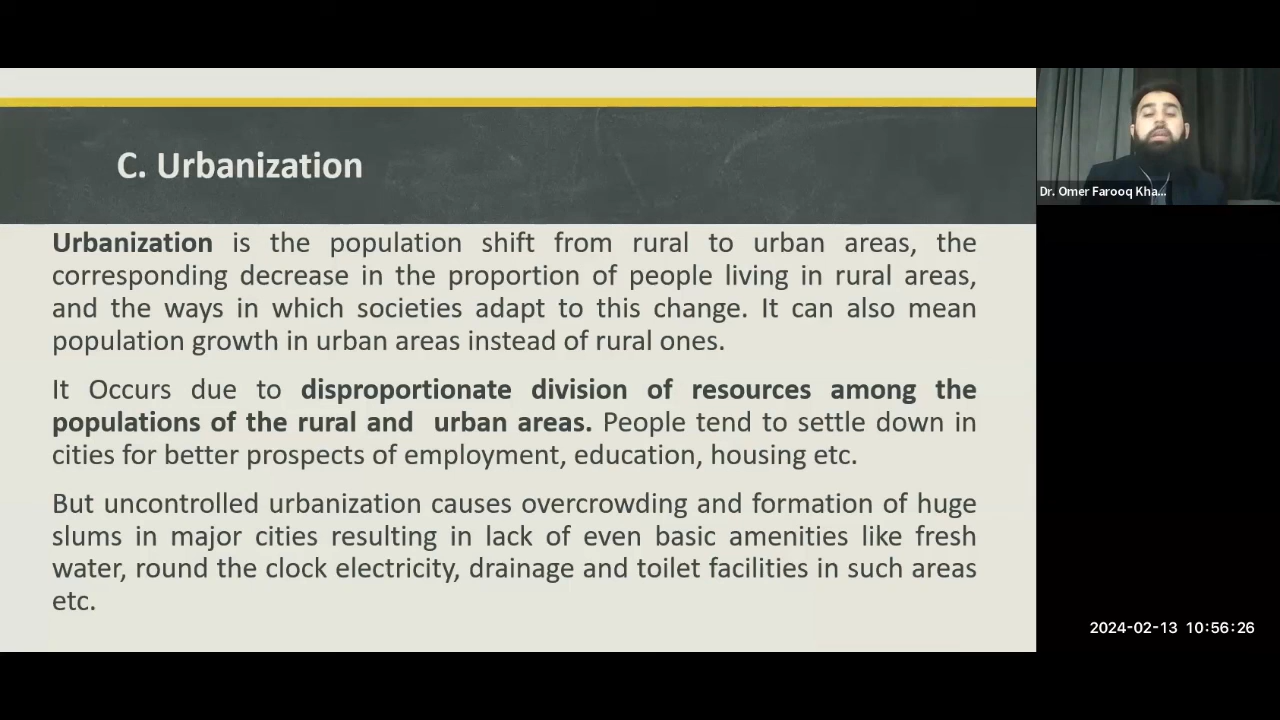 C. Urbanization
Urbanization is the population shift from rural to urban areas, the
corresponding decrease in the proportion of people living in rural areas,
and the ways in which societies adapt to this change. It can also mean
population growth in urban areas instead of rural ones.
It Occurs due to disproportionate division of resources among the
populations of the rural and urban areas. People tend to settle down in
cities for better prospects of employment, education, housing etc.
But uncontrolled urbanization causes overcrowding and formation of huge
slums in major cities resulting in lack of even basic amenities like fresh
water, round the clock electricity, drainage and toilet facilities in such areas
etc.
Dr. Omer Farooq Kha...
2024-02-13 10:56:26